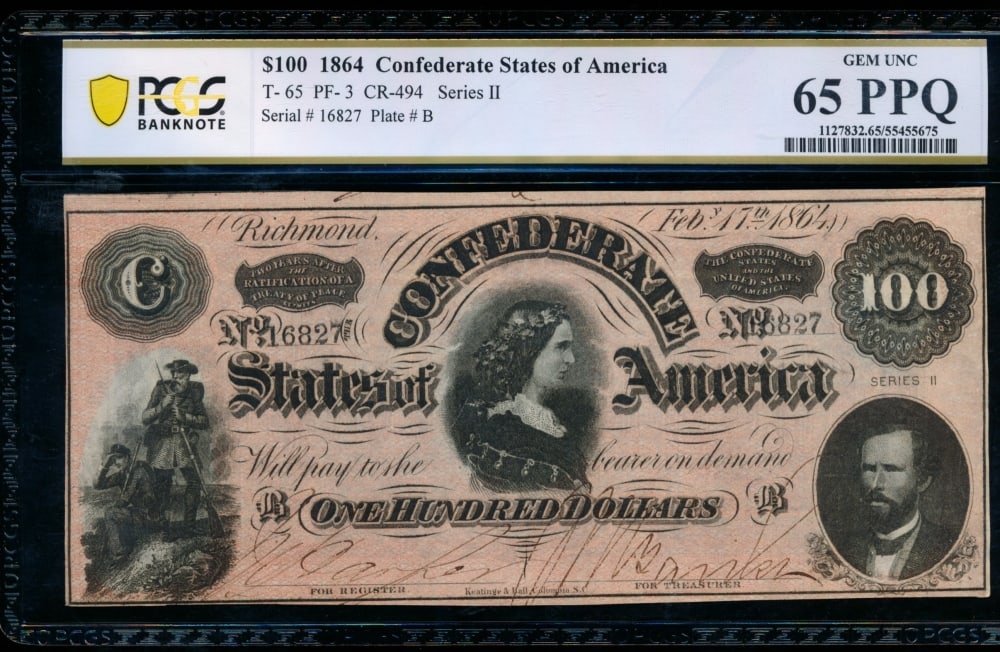 PCGS
BANKNOTE
$100 1864 Confederate States of America
T- 65 PF- 3 CR-494 Series II
Serial # 16827 Plate # B
GEM UNC
65 PPQ
1127832.65/55455675
Richmond,
Feby. 17th 1864
CONFEDERATE
C
TWO YEARS AFTER
THE
RATIFICATION OF A
TREATY OF PEACE
BETWEEN
THE CONFEDERATE
STATES
AND THE
UNITED STATES
OF AMERICA.
100
No 16827
No 16827
SERIES II
States of
America
Will pay to the
bearer on demand
B
ONE HUNDRED DOLLARS
B
FOR REGISTER
Keatinge & Ball, Columbia S.C.
FOR TREASURER